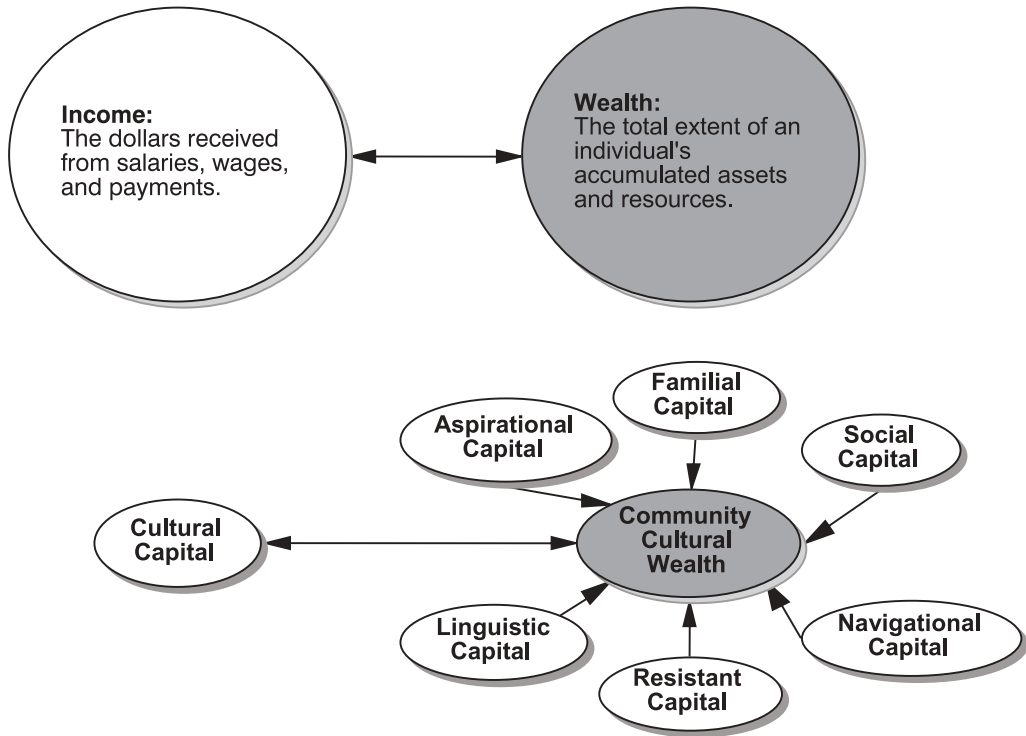 Income:
The dollars received
from salaries, wages,
and payments.
Wealth:
The total extent of an
individual's
accumulated assets
and resources.
Familial
Capital
Aspirational
Capital
Social
Capital
Cultural
Capital
Community
Cultural
Wealth
Linguistic
Capital
Navigational
Capital
Resistant
Capital